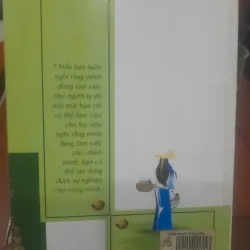 " Nếu bạn luôn
nghĩ rằng mình
đang làm việc
cho người ta thì
mãi mãi bạn chỉ
có thể làm việc
cho họ; nếu
nghĩ rằng mình
đang làm việc
cho chính
mình, bạn có
thể tạo dựng
được sự nghiệp
cho riêng mình.